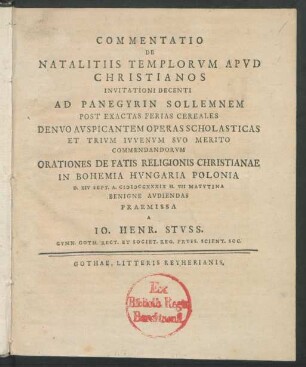 COMMENTATIO
DE
NATALITIIS TEMPLORVM APVD
CHRISTIANOS
INVITATIONI DECENTI
AD PANEGYRIN SOLLEMNEM
POST EXACTAS FERIAS CEREALES
DENVO AVSPICANTEM OPERAS SCHOLASTICAS
ET TRIVM IVVENVM SVO MERITO
COMMENDANDORVM
ORATIONES DE FATIS RELIGIONIS CHRISTIANAE
IN BOHEMIA HVNGARIA POLONIA
D. XIV SEPT. A. H. VII MATVTINA
BENIGNE AVDIENDAS
PRAEMISSA
A
IO. HENR. STVSS.
GYMN. GOTH. RECT. ET SOCIET. REG. PRVSS. SCIENT. SOC.
GOTHAE, LITTERIS REYHERIANIS.
Ex
Biblioth. Regia
Berolinensi.